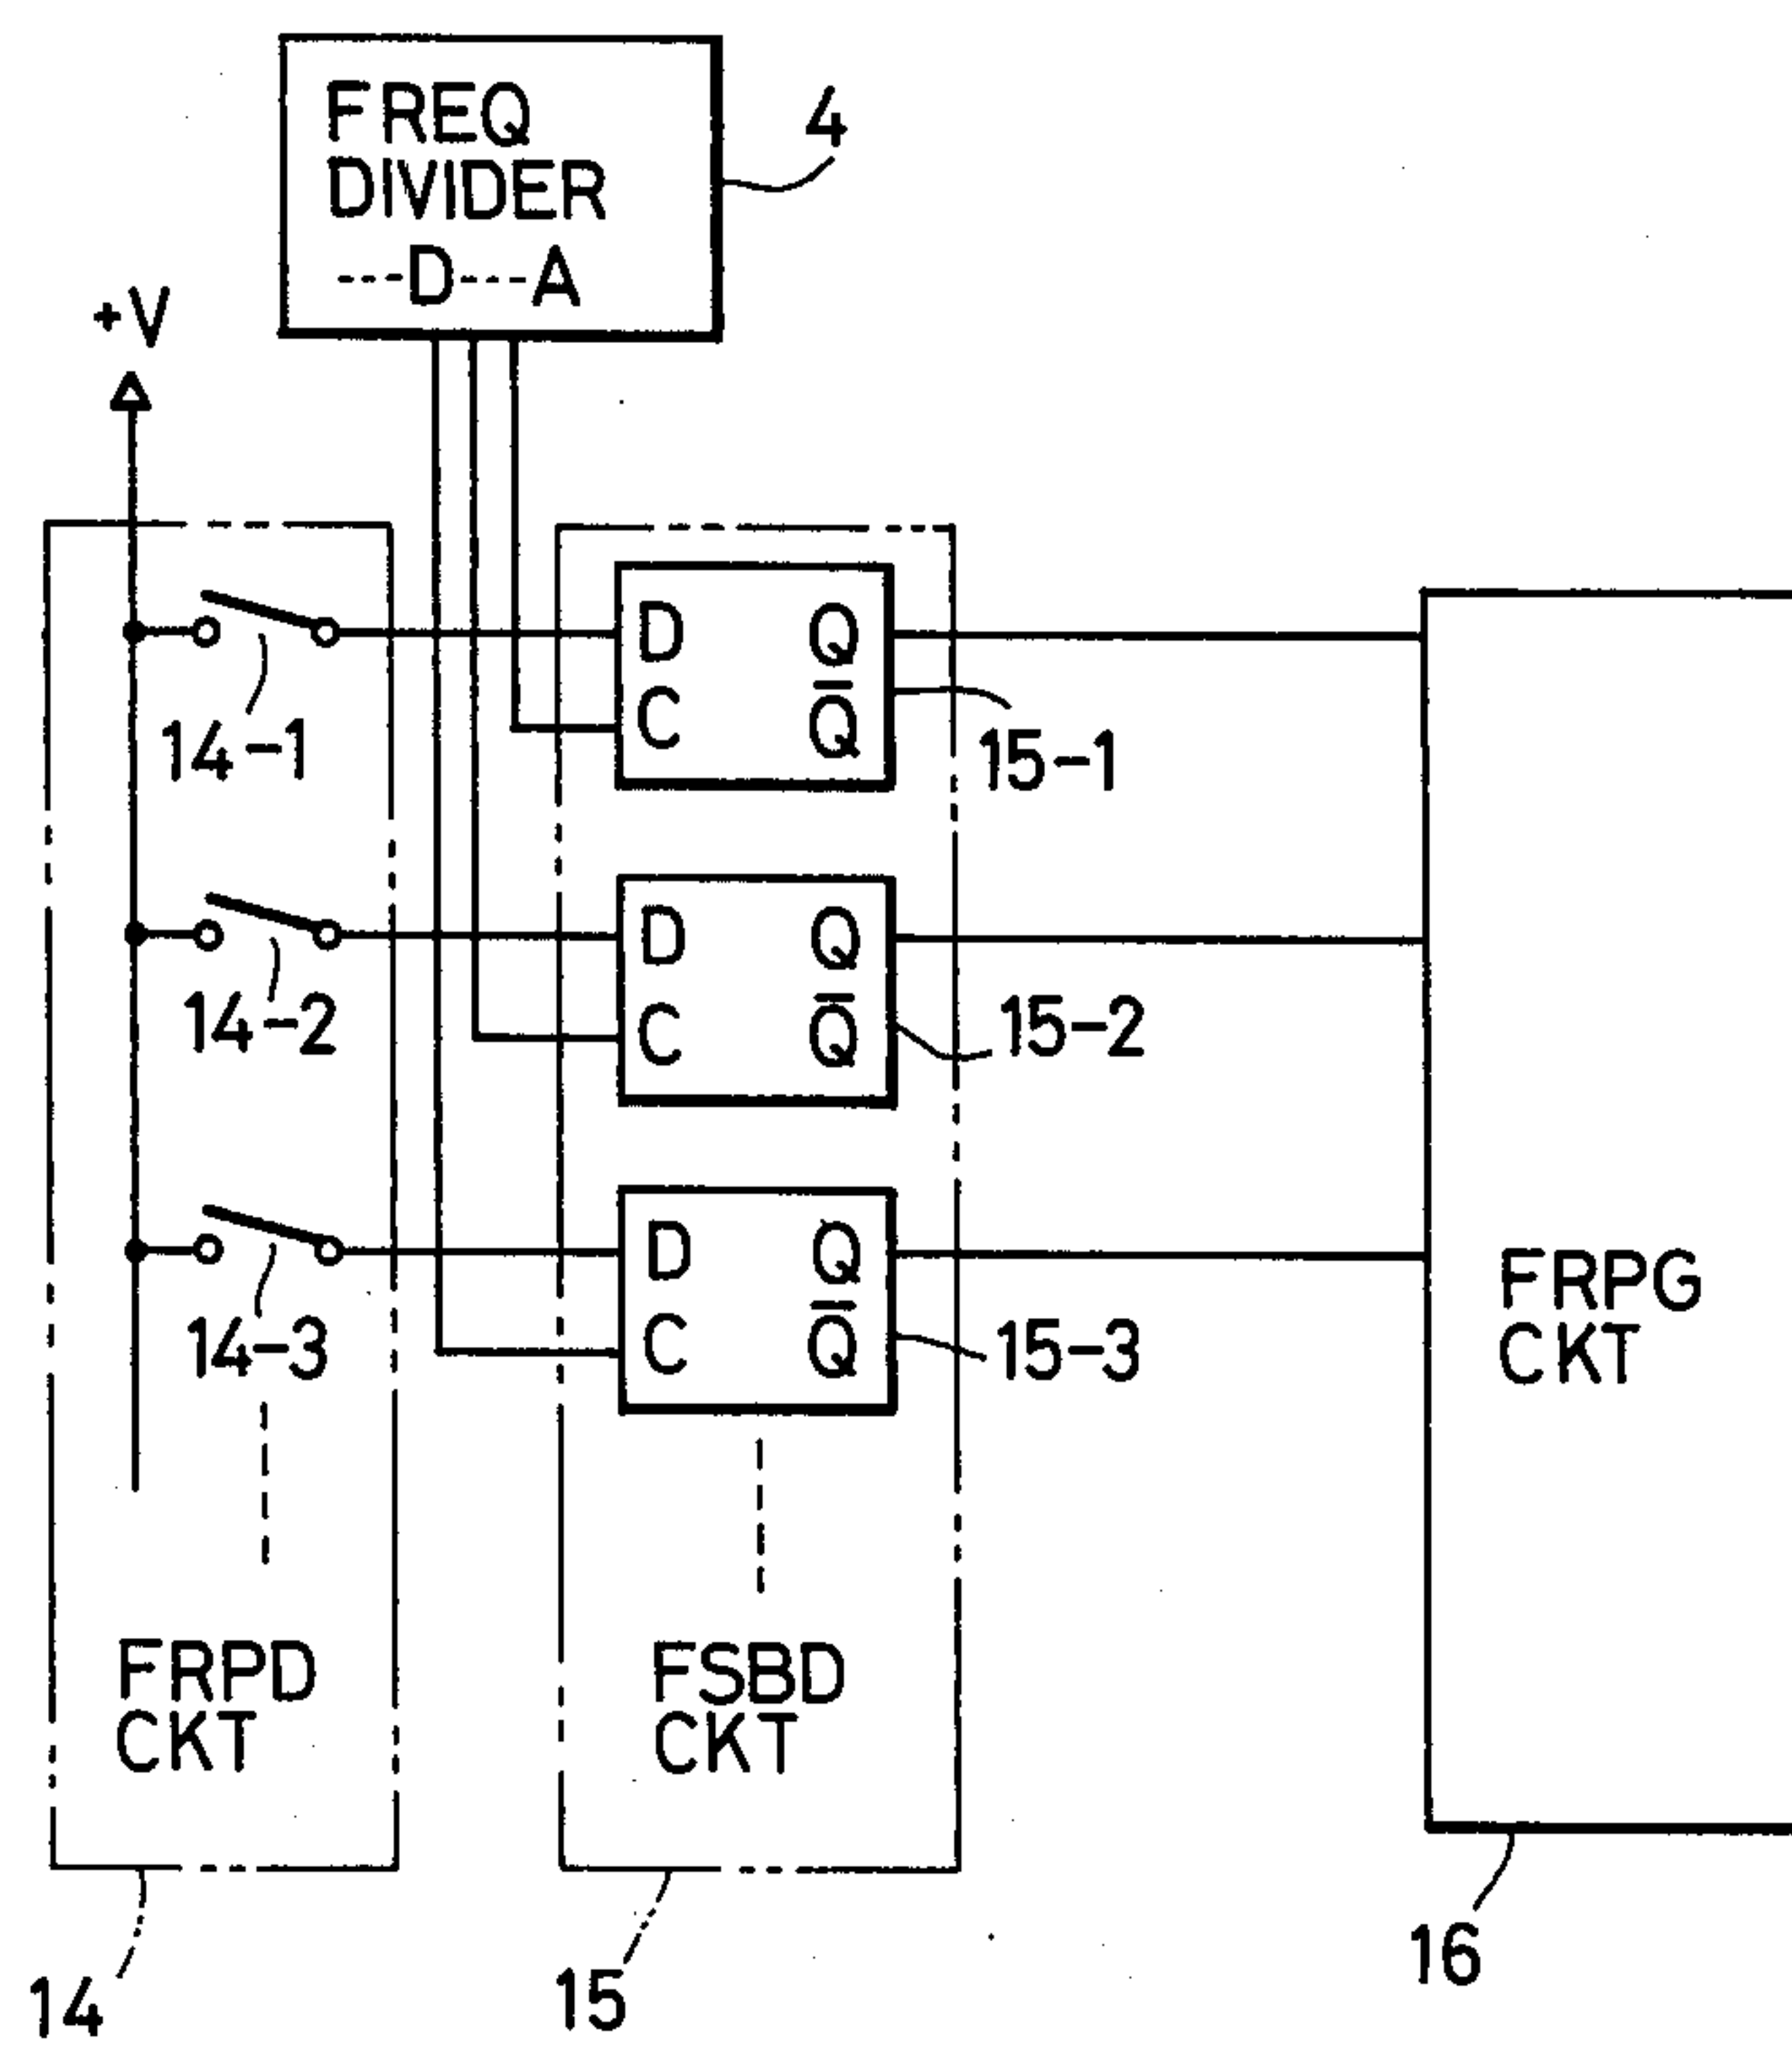 FREQ
DIVIDER
---D----A
4
+V
D Q
C Q̅
14-1
15-1
D Q
C Q̅
14-2
15-2
D Q
C Q̅
14-3
15-3
FRPG
CKT
FRPD
CKT
FSBD
CKT
14
15
16